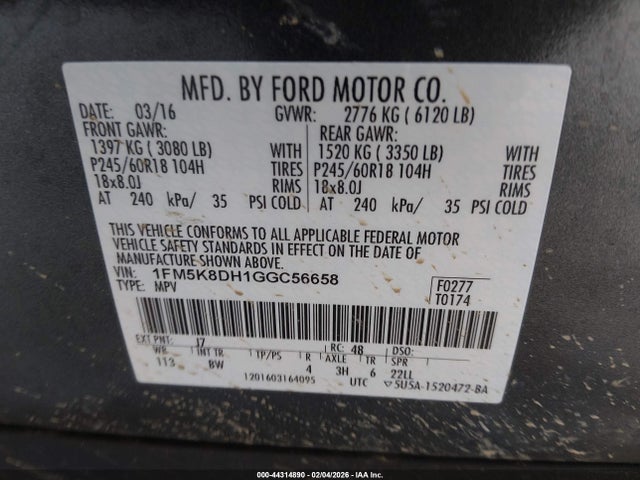 MFD. BY FORD MOTOR CO.
DATE: 03/16 GVWR: 2776 KG ( 6120 LB)
FRONT GAWR: REAR GAWR:
1397 KG ( 3080 LB) WITH 1520 KG ( 3350 LB) WITH
P245/60R18 104H TIRES P245/60R18 104H TIRES
18x8.0J RIMS 18x8.0J RIMS
AT 240 kPa/ 35 PSI COLD AT 240 kPa/ 35 PSI COLD
THIS VEHICLE CONFORMS TO ALL APPLICABLE FEDERAL MOTOR
VEHICLE SAFETY STANDARDS IN EFFECT ON THE DATE OF
MANUFACTURE SHOWN ABOVE.
VIN: 1FM5K8DH1GGC56658 F0277
TYPE: MPV T0174
EXT PNT: J7 RC: 48 DSO:
WB INT TR TP/PS R AXLE TR SPR
113 BW 4 3H 6 22LL
1201603164095 UTC ▽5U5A-1520472-BA
000-44314890 - 02/04/2026 - IAA Inc.